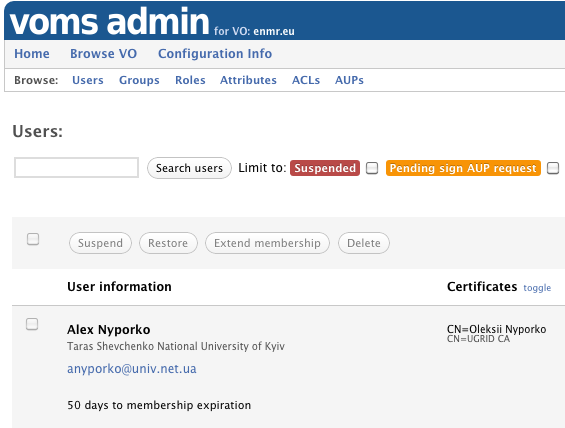 voms admin for VO: enmr.eu
Home Browse VO Configuration Info
Browse: Users Groups Roles Attributes ACLs AUPs
Users:
Search users Limit to: Suspended Pending sign AUP request
Suspend Restore Extend membership Delete
User information Certificates toggle
Alex Nyporko CN=Oleksii Nyporko
Taras Shevchenko National University of Kyiv CN=UGRID CA
anyporko@univ.net.ua
50 days to membership expiration